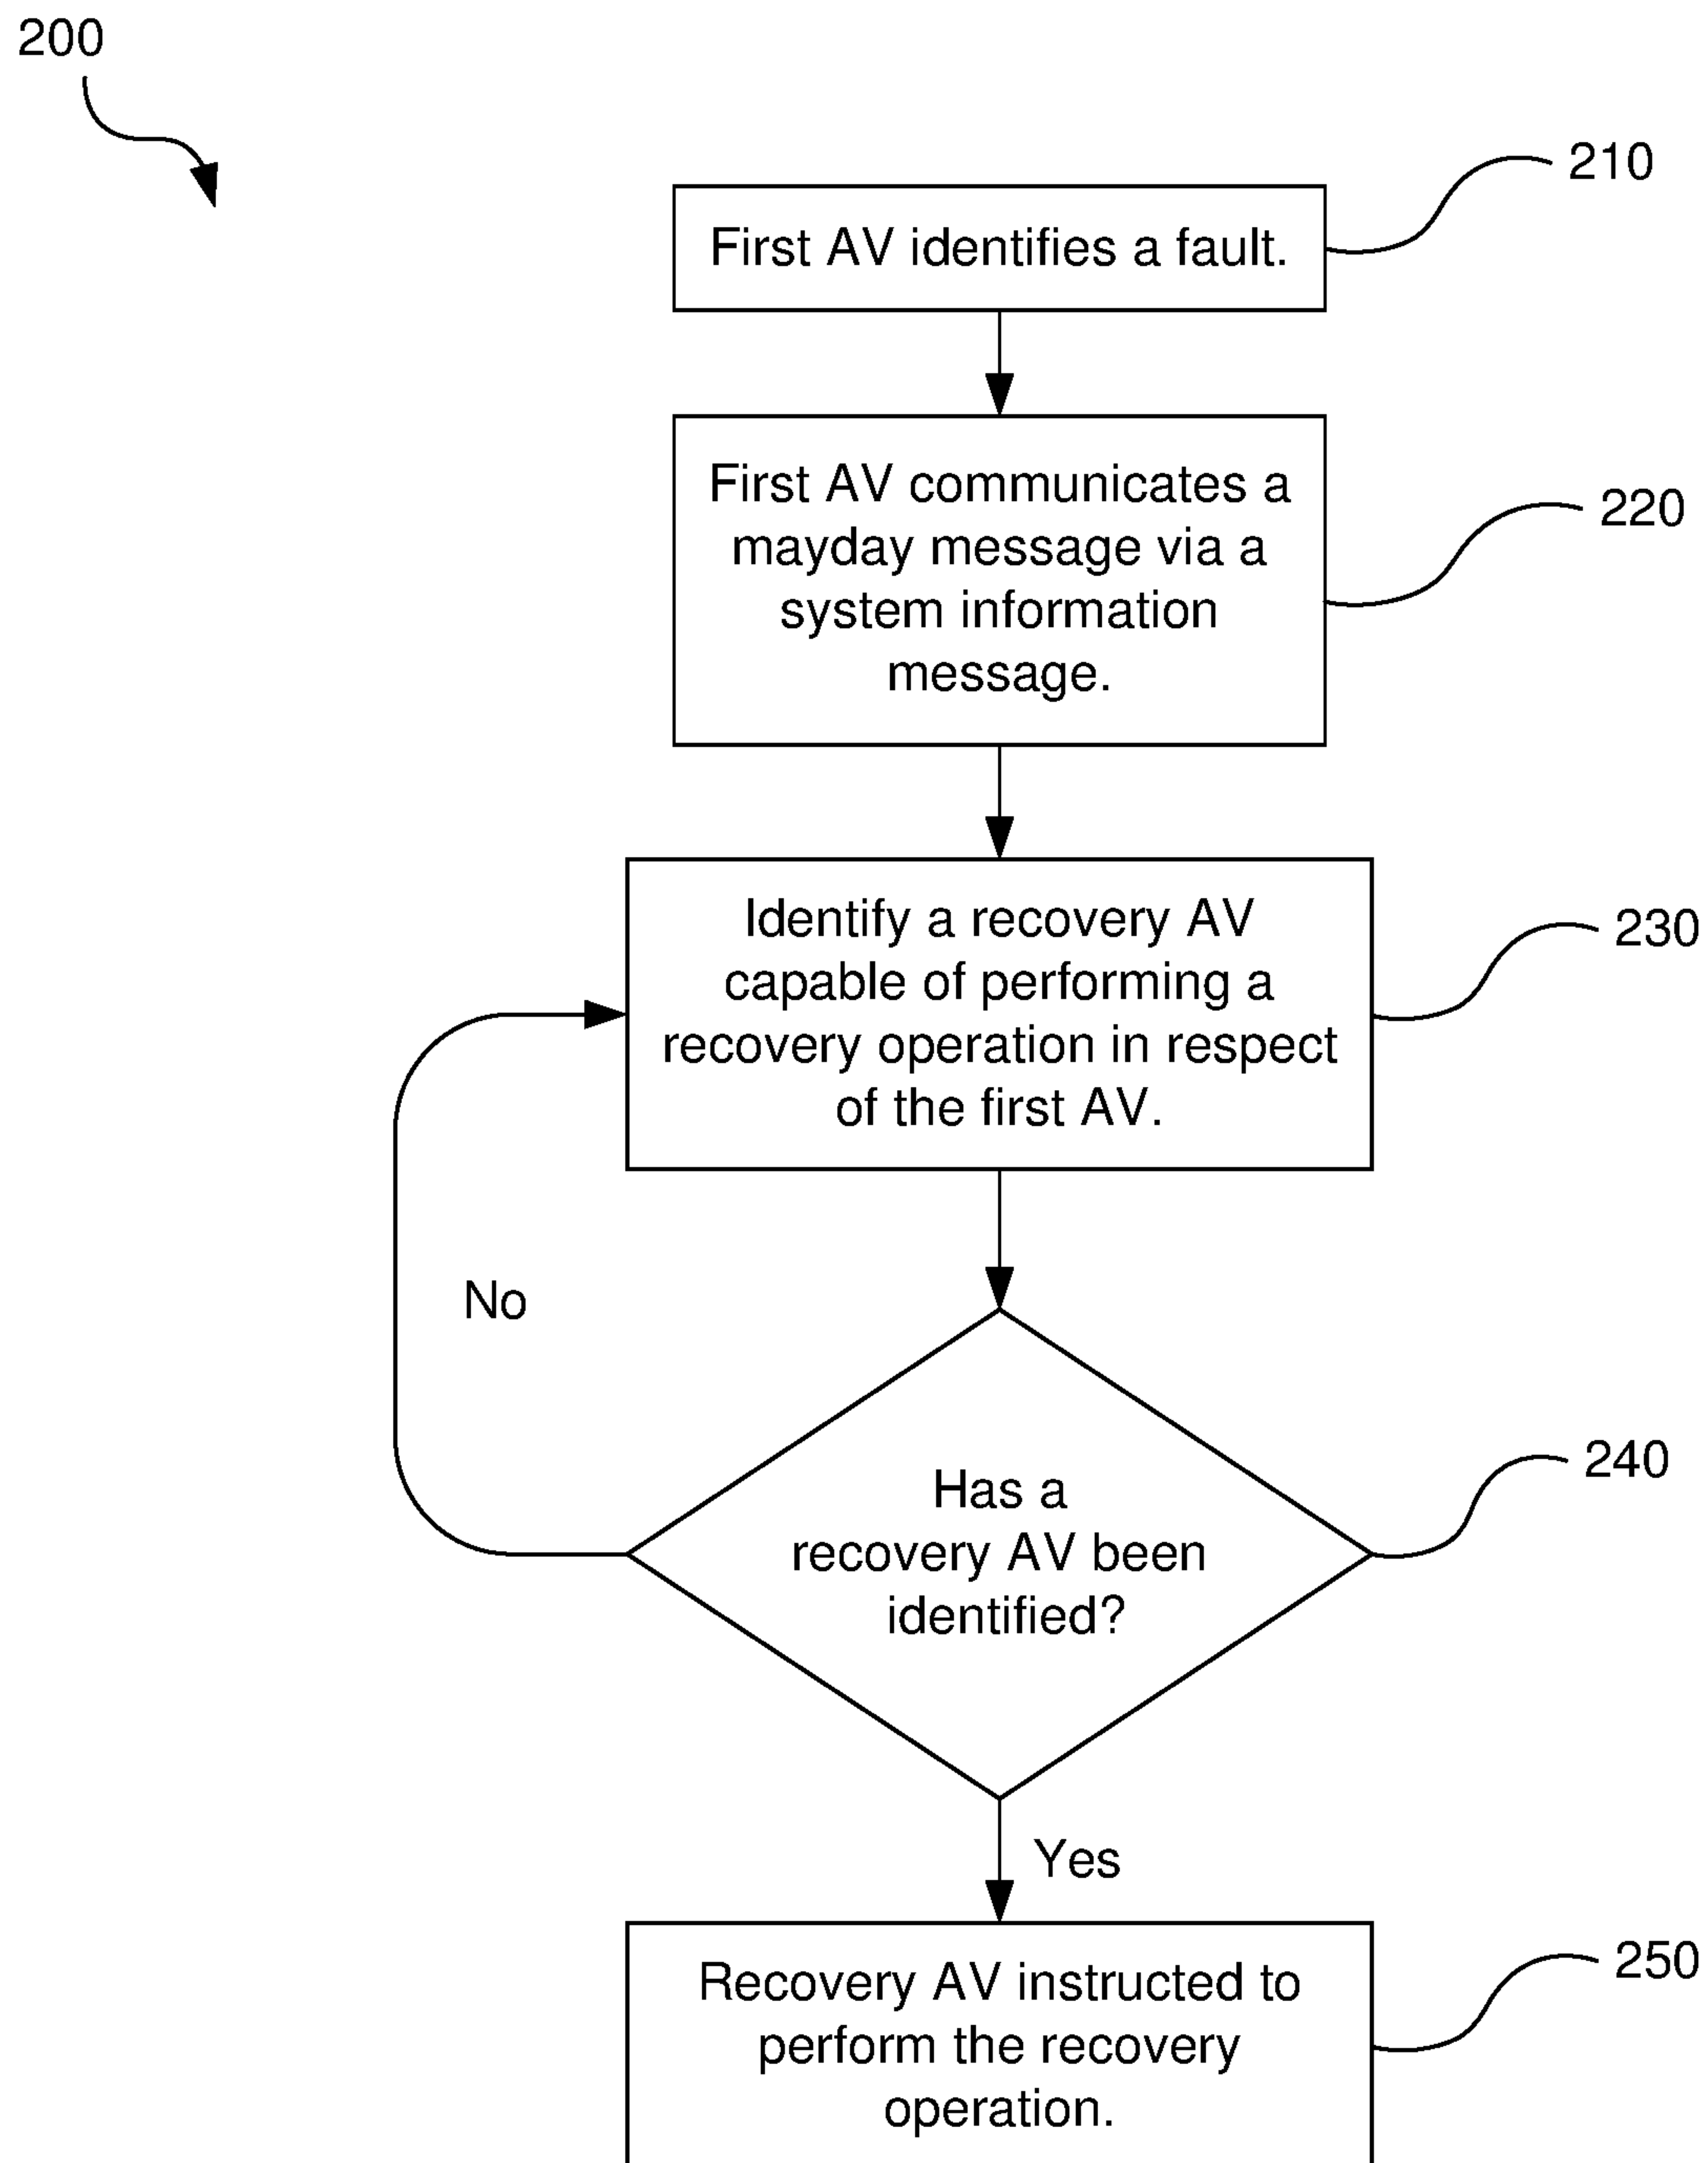 200
210
First AV identifies a fault.
First AV communicates a
mayday message via a
system information
message.
220
Identify a recovery AV
capable of performing a
recovery operation in respect
of the first AV.
230
No
Has a
recovery AV been
identified?
240
Yes
Recovery AV instructed to
perform the recovery
operation.
250